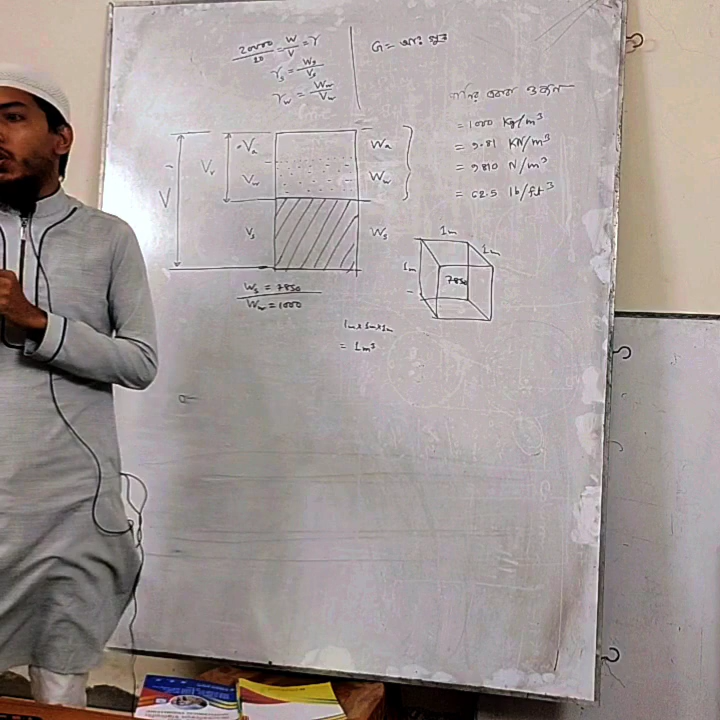 20000/20 = W/V = γ
γs = Ws/Vs
γw = Ww/Vw
G = আঃ গুরুত্ব
পানির একক ওজন
= 1000 Kg/m³
= 9.81 KN/m³
= 9810 N/m³
= 62.5 lb/ft³
V
Vv
Va
Vw
Vs
Wa
Ww
Ws
Ws = 7850
Ww = 1000
1m
1m
1m
7850
1m×1m×1m
= 1m³
σ